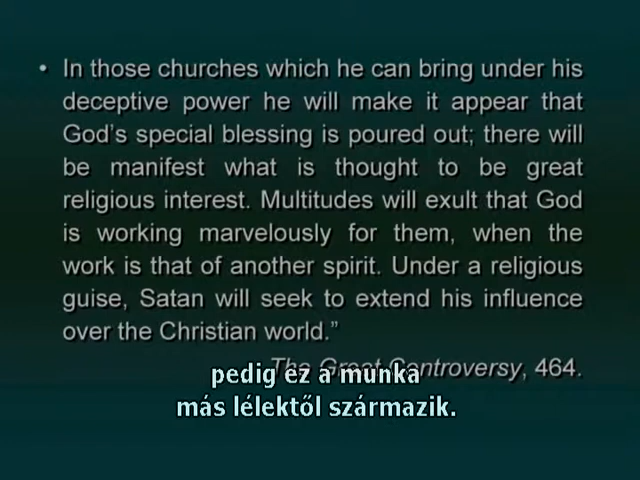 • In those churches which he can bring under his
deceptive power he will make it appear that
God's special blessing is poured out; there will
be manifest what is thought to be great
religious interest. Multitudes will exult that God
is working marvelously for them, when the
work is that of another spirit. Under a religious
guise, Satan will seek to extend his influence
over the Christian world.”
The Great Controversy, 464.
pedig ez a munka
más lélektől származik.